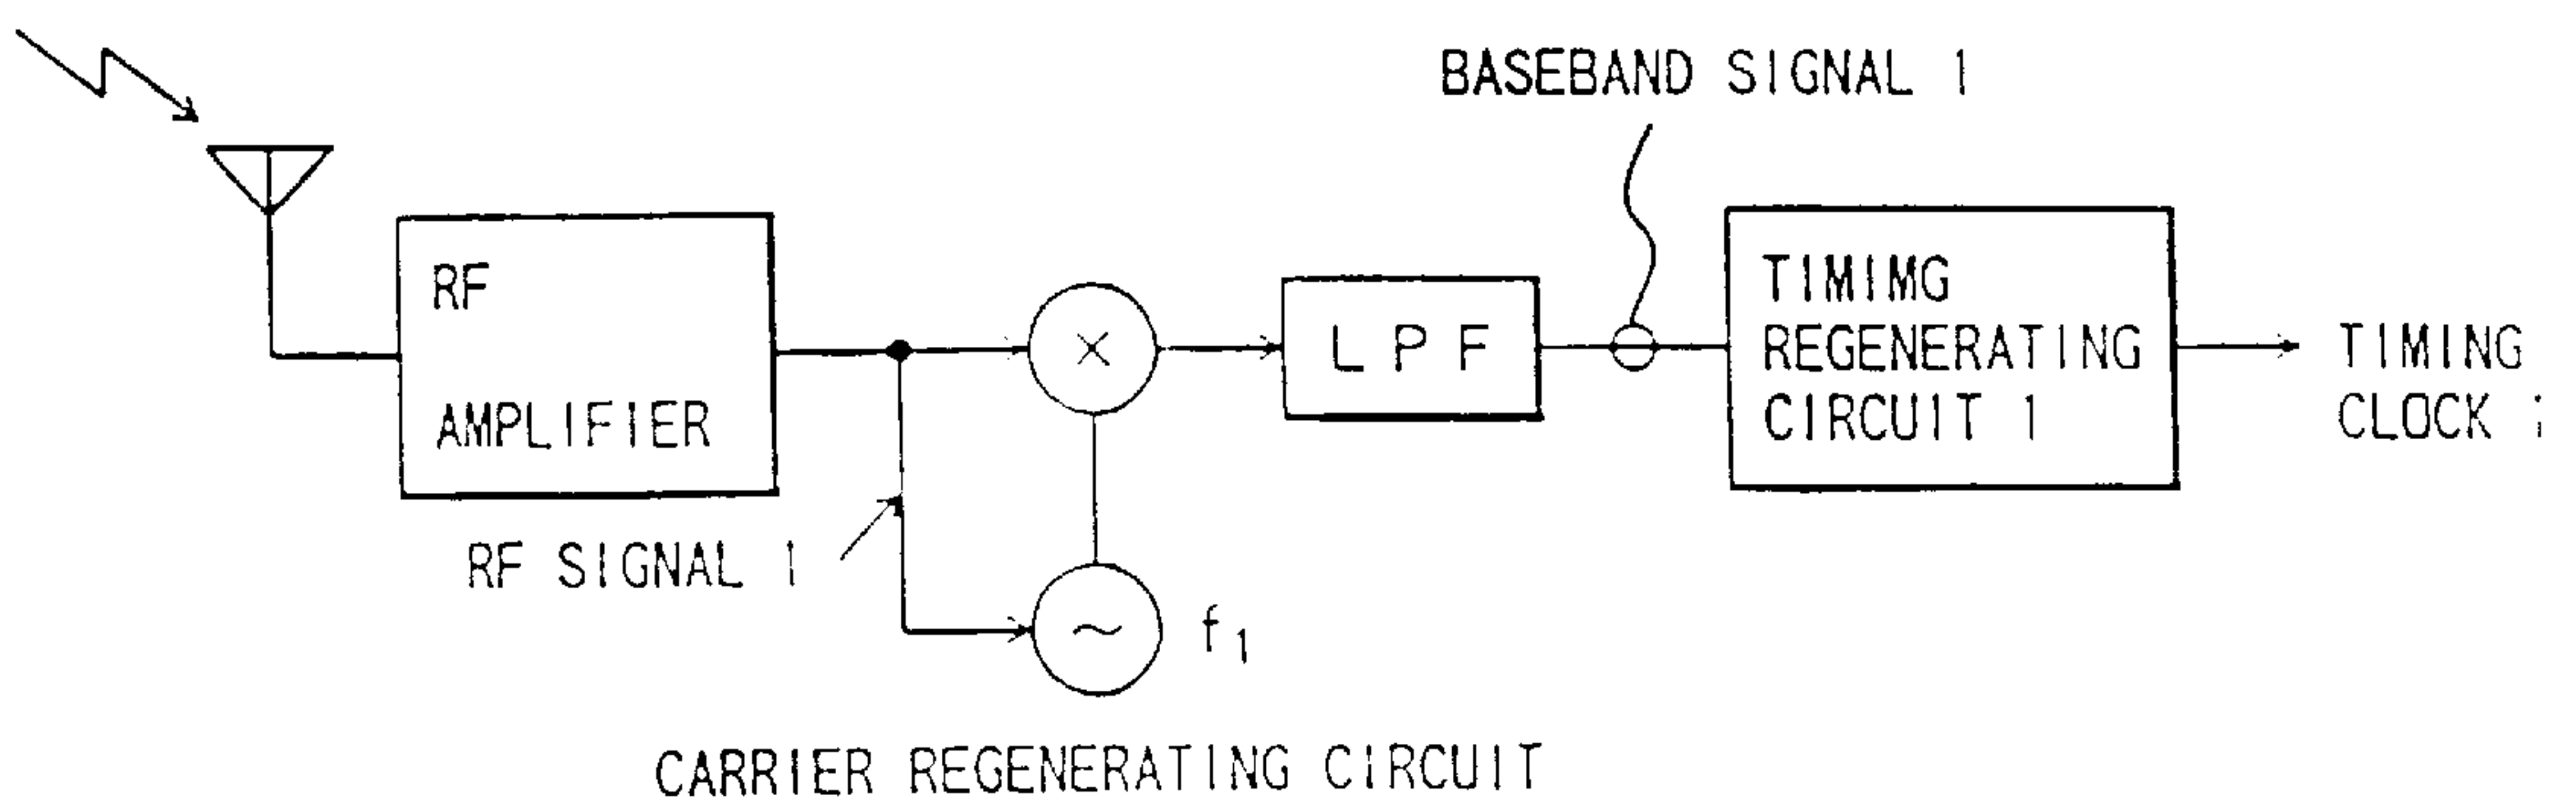 BASEBAND SIGNAL 1
RF
AMPLIFIER
×
LPF
TIMIMG
REGENERATING
CIRCUIT 1
TIMING
CLOCK
RF SIGNAL 1
~
f1
CARRIER REGENERATING CIRCUIT